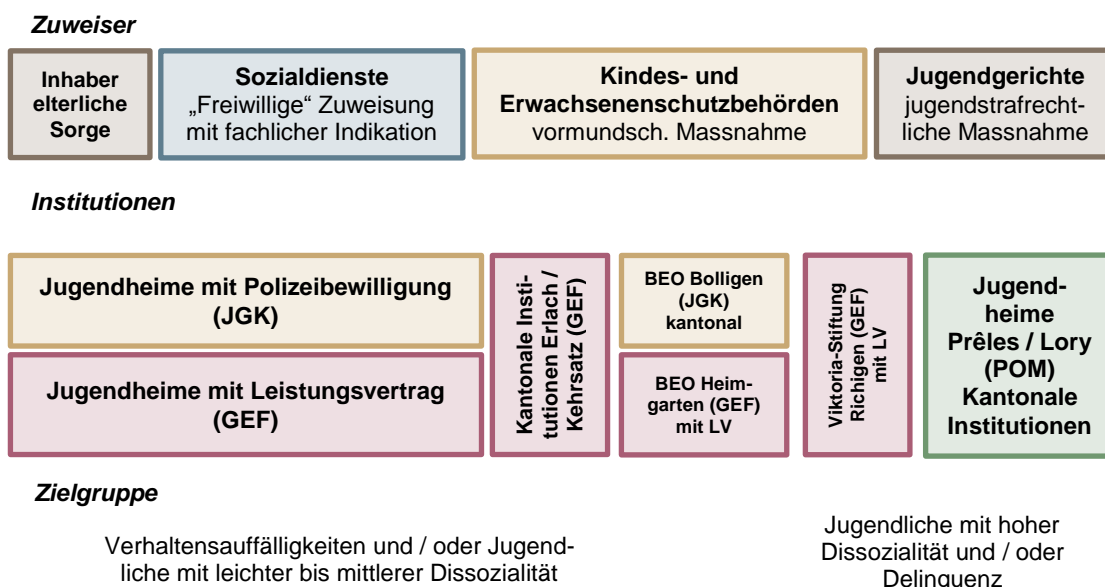 Zuweiser
Inhaber
elterliche
Sorge
Sozialdienste
„Freiwillige“ Zuweisung
mit fachlicher Indikation
Kindes- und
Erwachsenenschutzbehörden
vormundsch. Massnahme
Jugendgerichte
jugendstrafrecht-
liche Massnahme
Institutionen
Jugendheime mit Polizeibewilligung
(JGK)
Jugendheime mit Leistungsvertrag
(GEF)
Kantonale Insti-
tutionen Erlach /
Kehrsatz (GEF)
BEO Bolligen
(JGK)
kantonal
BEO Heim-
garten (GEF)
mit LV
Viktoria-Stiftung
Richigen (GEF)
mit LV
Jugend-
heime
Prêles / Lory
(POM)
Kantonale
Institutionen
Zielgruppe
Verhaltensauffälligkeiten und / oder Jugend-
liche mit leichter bis mittlerer Dissozialität
Jugendliche mit hoher
Dissozialität und / oder
Delinquenz